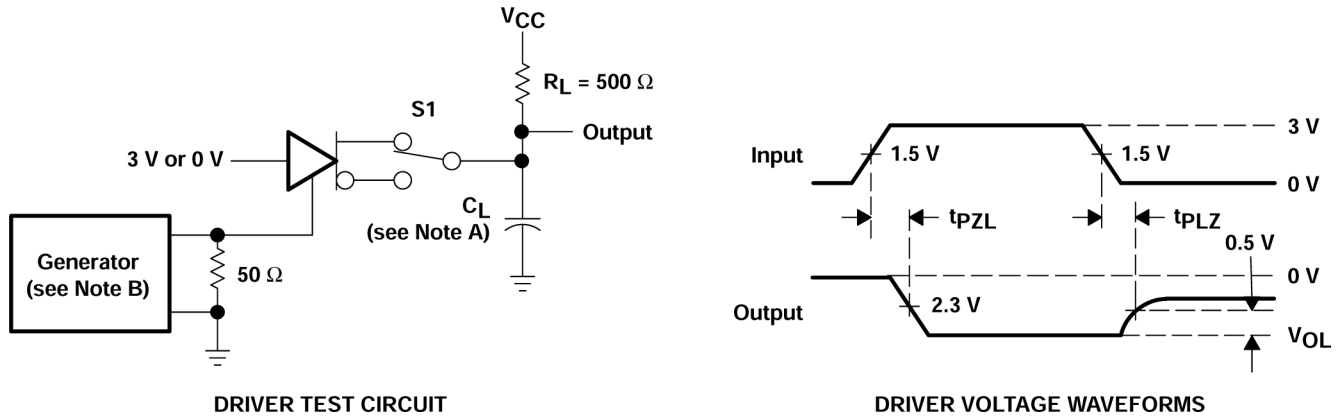 VCC
RL = 500 Ω
S1
Output
3 V or 0 V
CL
(see Note A)
Generator
(see Note B)
50 Ω
DRIVER TEST CIRCUIT
3 V
Input
1.5 V
1.5 V
0 V
tPZL
tPLZ
0.5 V
0 V
2.3 V
Output
VOL
DRIVER VOLTAGE WAVEFORMS